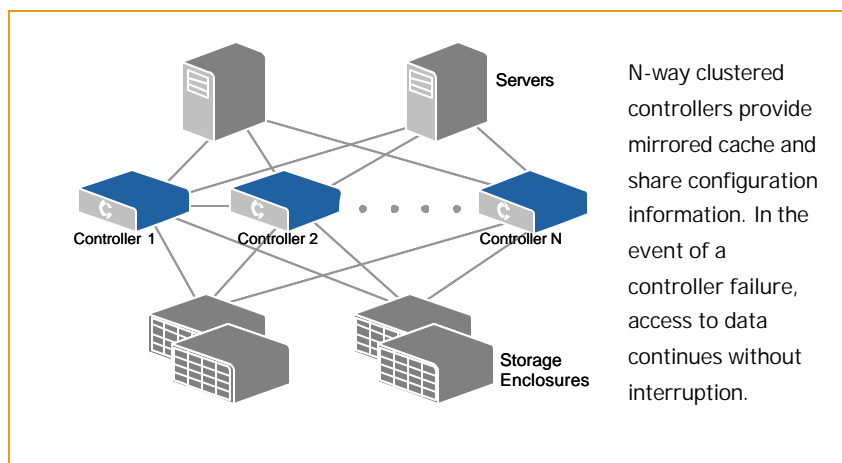 Servers
Controller 1
Controller 2
Controller N
Storage
Enclosures
N-way clustered
controllers provide
mirrored cache and
share configuration
information. In the
event of a
controller failure,
access to data
continues without
interruption.